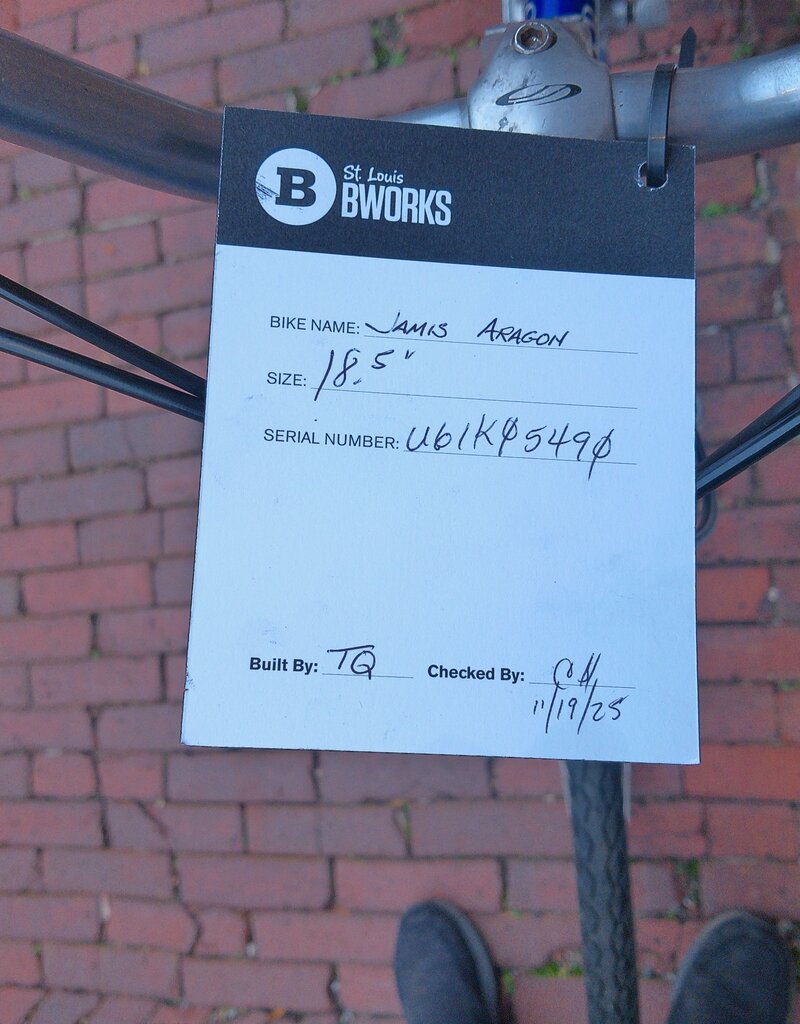 B St. Louis
BWORKS
BIKE NAME: JAMIS ARAGON
SIZE: 18.5"
SERIAL NUMBER: U61KØ549Ø
Built By: TQ Checked By: CH
11/19/25